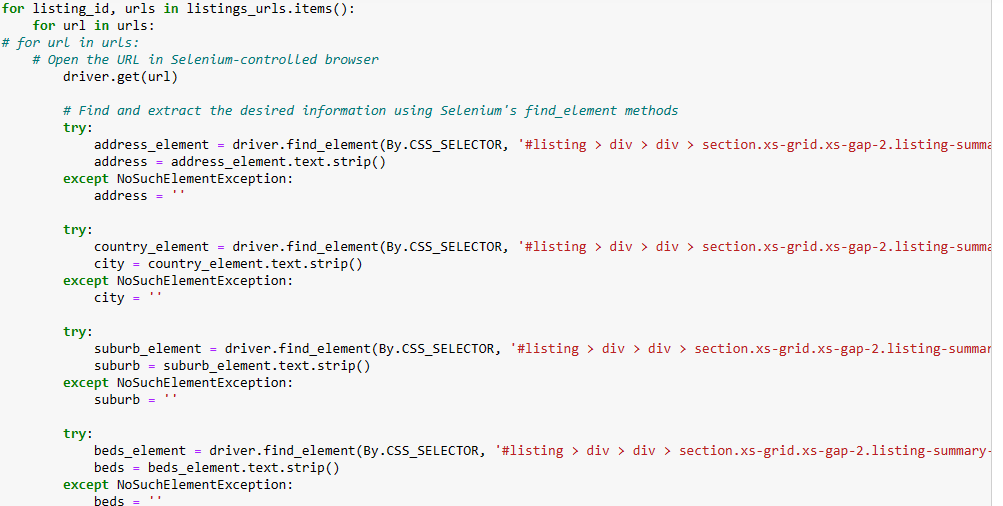 for listing_id, urls in listings_urls.items():
    for url in urls:
# for url in urls:
    # Open the URL in Selenium-controlled browser
        driver.get(url)

        # Find and extract the desired information using Selenium's find_element methods
        try:
            address_element = driver.find_element(By.CSS_SELECTOR, '#listing > div > div > section.xs-grid.xs-gap-2.listing-summa
            address = address_element.text.strip()
        except NoSuchElementException:
            address = ''

        try:
            country_element = driver.find_element(By.CSS_SELECTOR, '#listing > div > div > section.xs-grid.xs-gap-2.listing-summa
            city = country_element.text.strip()
        except NoSuchElementException:
            city = ''

        try:
            suburb_element = driver.find_element(By.CSS_SELECTOR, '#listing > div > div > section.xs-grid.xs-gap-2.listing-summar
            suburb = suburb_element.text.strip()
        except NoSuchElementException:
            suburb = ''

        try:
            beds_element = driver.find_element(By.CSS_SELECTOR, '#listing > div > div > section.xs-grid.xs-gap-2.listing-summary-
            beds = beds_element.text.strip()
        except NoSuchElementException:
            beds = ''